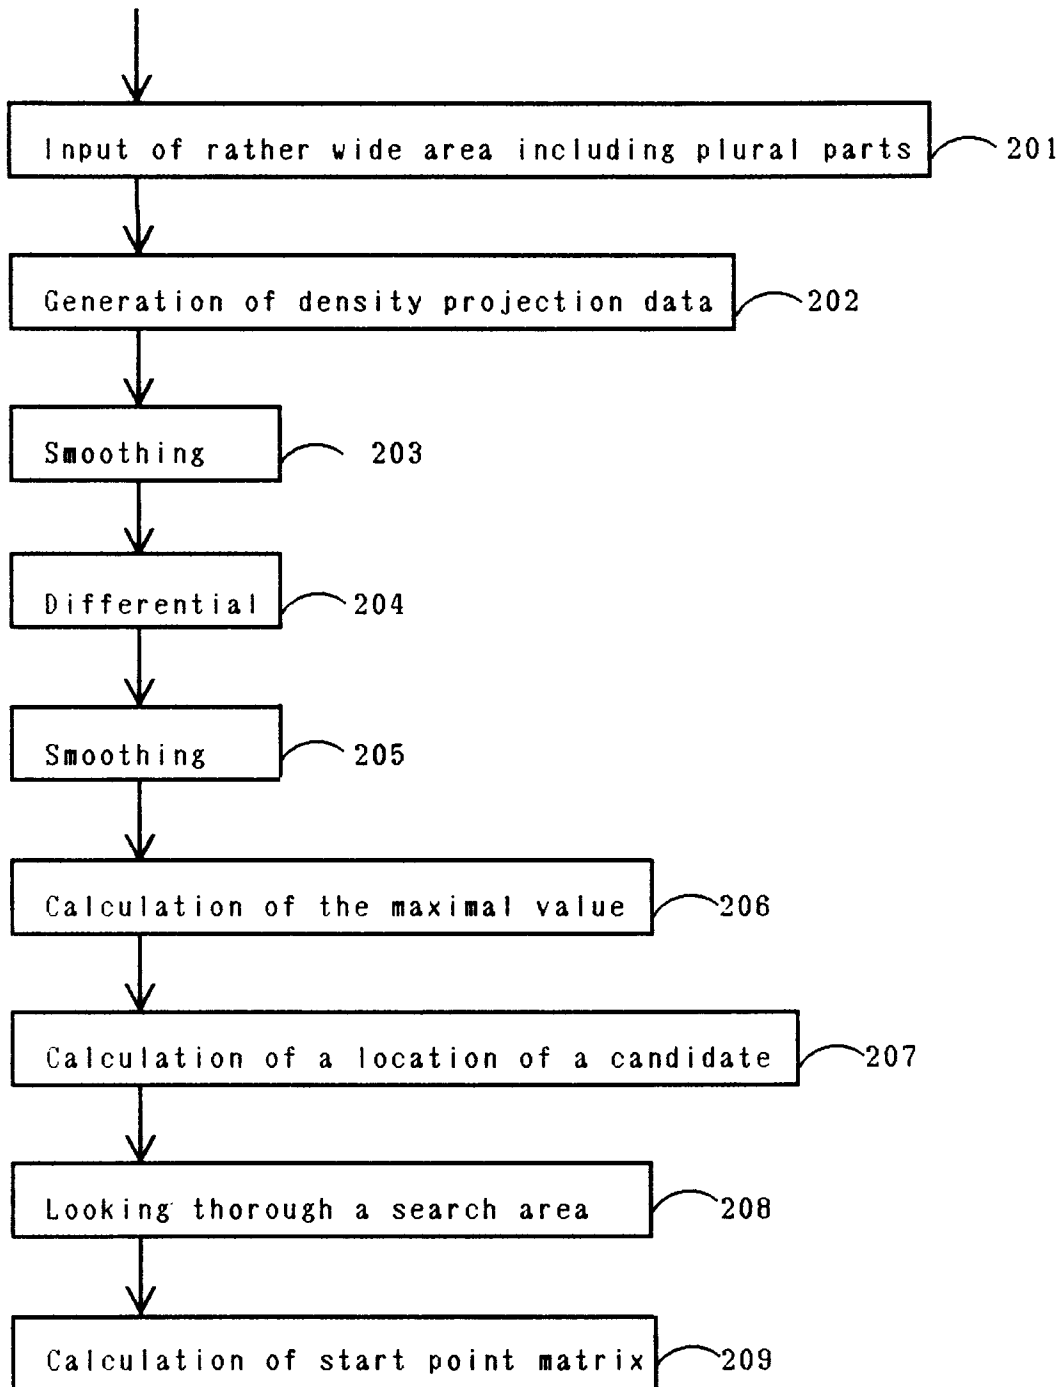 Input of rather wide area including plural parts 201
Generation of density projection data 202
Smoothing 203
Differential 204
Smoothing 205
Calculation of the maximal value 206
Calculation of a location of a candidate 207
Looking thorough a search area 208
Calculation of start point matrix 209